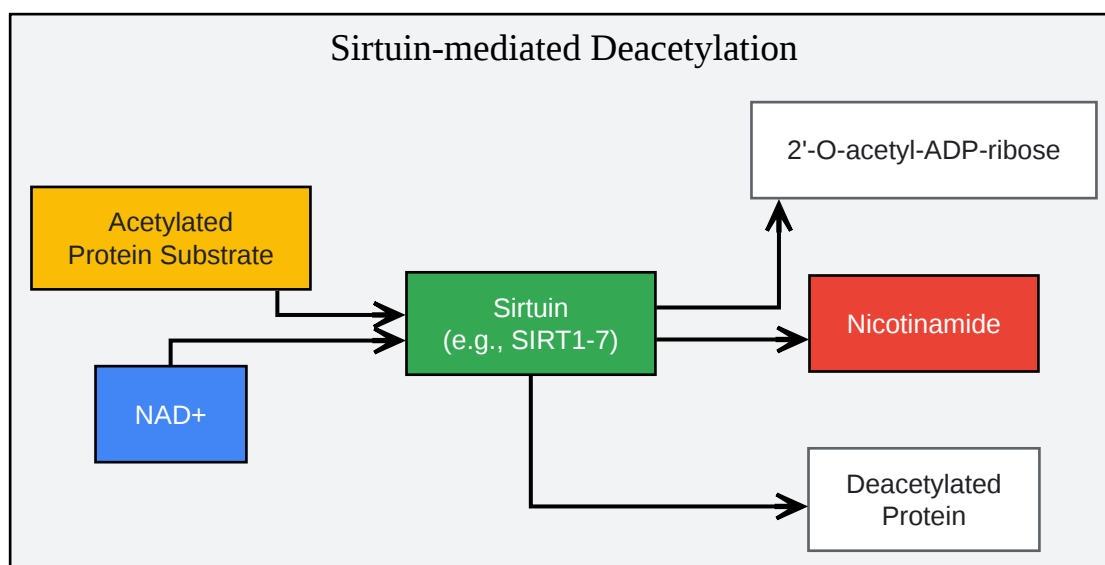 Sirtuin-mediated Deacetylation
2'-O-acetyl-ADP-ribose
Acetylated
Protein Substrate
Sirtuin
(e.g., SIRT1-7)
Nicotinamide
NAD+
Deacetylated
Protein